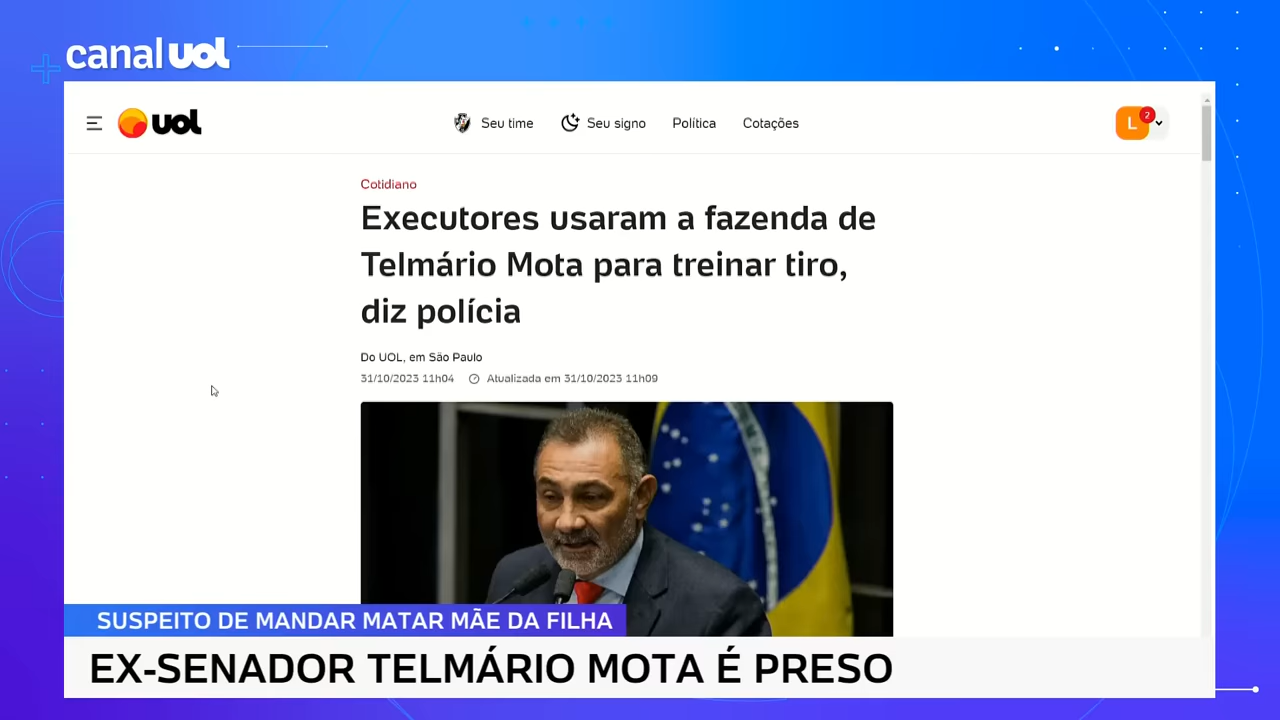 canal uol
uol
Seu time
Seu signo
Política
Cotações
L
2
Cotidiano
Executores usaram a fazenda de
Telmário Mota para treinar tiro,
diz polícia
Do UOL, em São Paulo
31/10/2023 11h04
Atualizada em 31/10/2023 11h09
SUSPEITO DE MANDAR MATAR MÃE DA FILHA
EX-SENADOR TELMÁRIO MOTA É PRESO